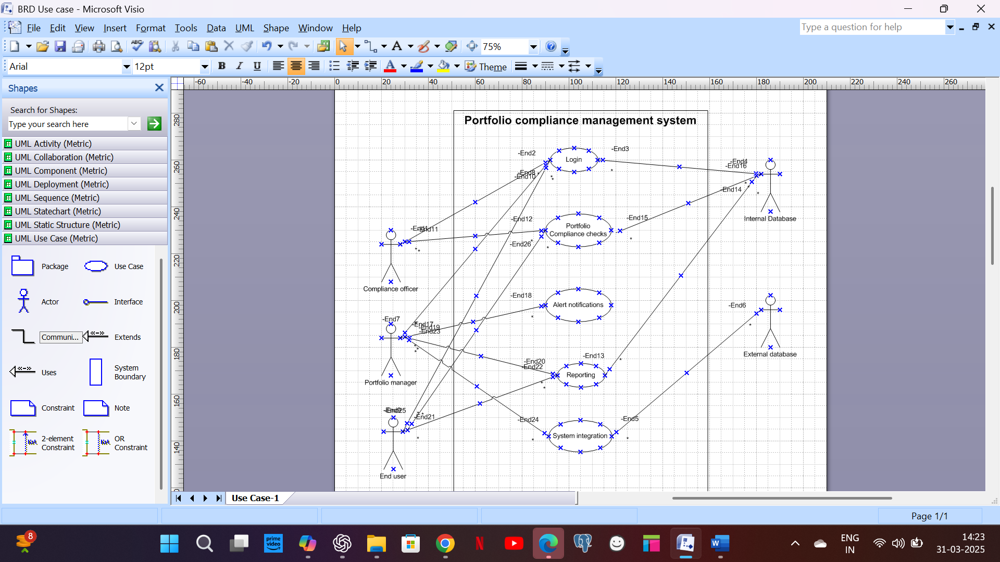 BRD Use case - Microsoft Visio
File Edit View Insert Format Tools Data UML Shape Window Help
Type a question for help
75%
Arial 12pt B I U A Theme
Shapes
Search for Shapes:
Type your search here
UML Activity (Metric)
UML Collaboration (Metric)
UML Component (Metric)
UML Deployment (Metric)
UML Sequence (Metric)
UML Statechart (Metric)
UML Static Structure (Metric)
UML Use Case (Metric)
Package
Use Case
Actor
Interface
Communi...
Extends
Uses
System
Boundary
Constraint
Note
2-element
Constraint
OR
Constraint
-60 -40 -20 0 20 40 60 80 100 120 140 160 180 200 220 240 260
280
260
240
220
200
180
160
140
Portfolio compliance management system
-End2
-End3
Login
-End4
-End16
-End8
-End10
-End14
-End12
-End15
Internal Database
Portfolio
Compliance checks
-End1
-End11
-End26
Compliance officer
-End18
Alert notifications
-End6
-End7
-End17
-End19
-End23
External database
-End13
-End20
-End22
Reporting
Portfolio manager
-End9
-End25
-End21
-End24
-End5
System integration
End user
Use Case-1
Page 1/1
8
prime
video
W
ENG
IN
14:23
31-03-2025